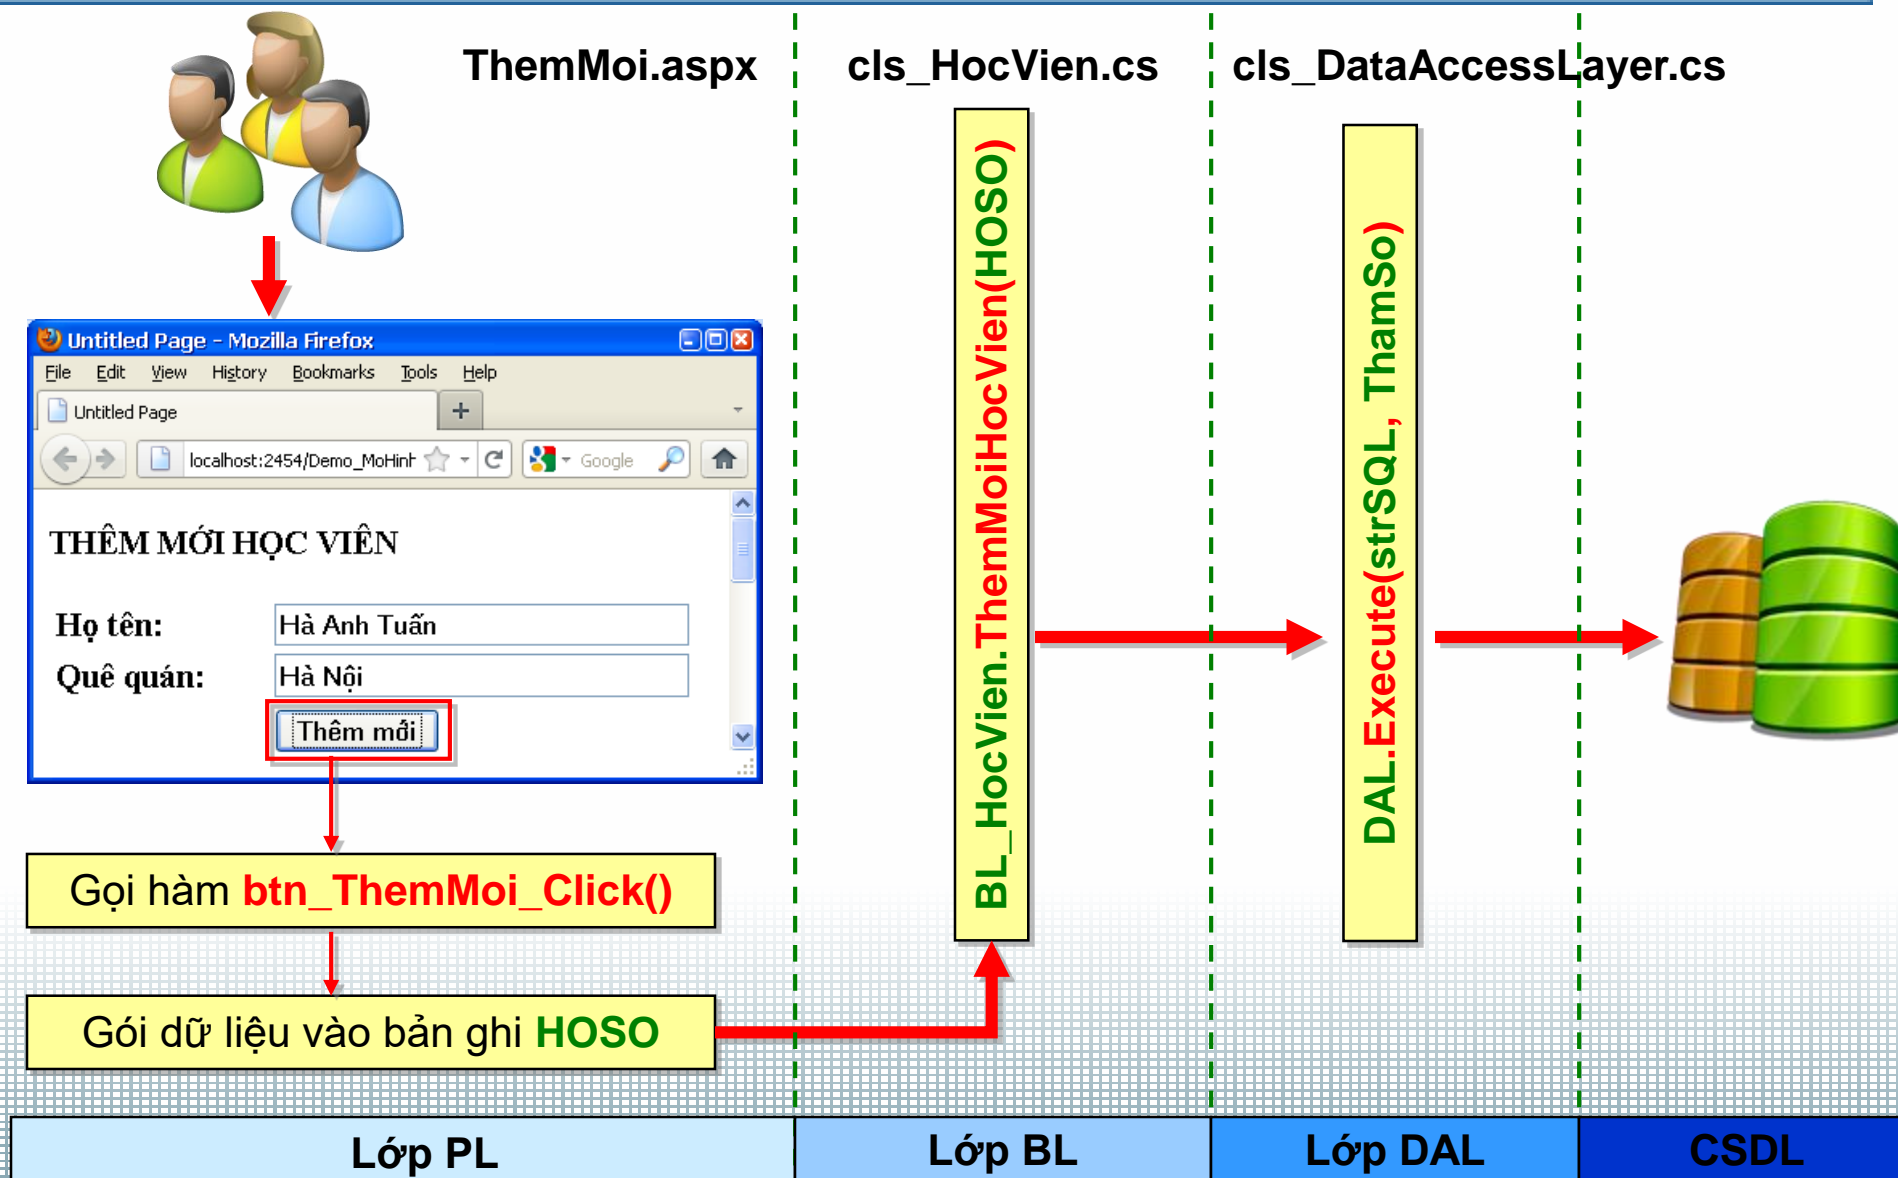 ThemMoi.aspx
cls_HocVien.cs
cls_DataAccessLayer.cs
Untitled Page - Mozilla Firefox
File Edit View History Bookmarks Tools Help
Untitled Page
localhost:2454/Demo_MoHinh
Google
THÊM MỚI HỌC VIÊN
Họ tên: Hà Anh Tuấn
Quê quán: Hà Nội
Thêm mới
Gọi hàm btn_ThemMoi_Click()
Gói dữ liệu vào bản ghi HOSO
BL_HocVien.ThemMoiHocVien(HOSO)
DAL.Execute(strSQL, ThamSo)
Lớp PL
Lớp BL
Lớp DAL
CSDL